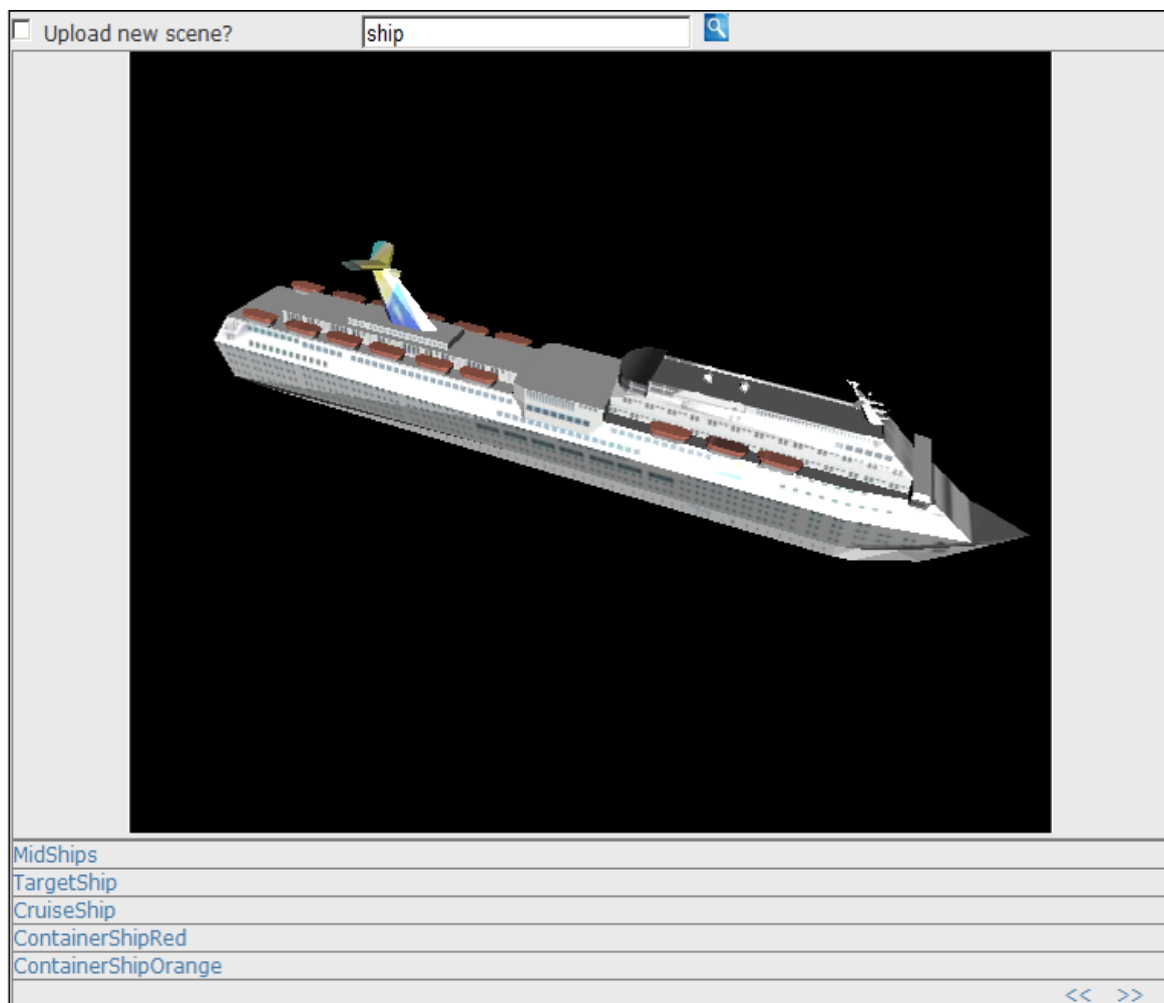 Upload new scene? ship
MidShips
TargetShip
CruiseShip
ContainerShipRed
ContainerShipOrange
<< >>